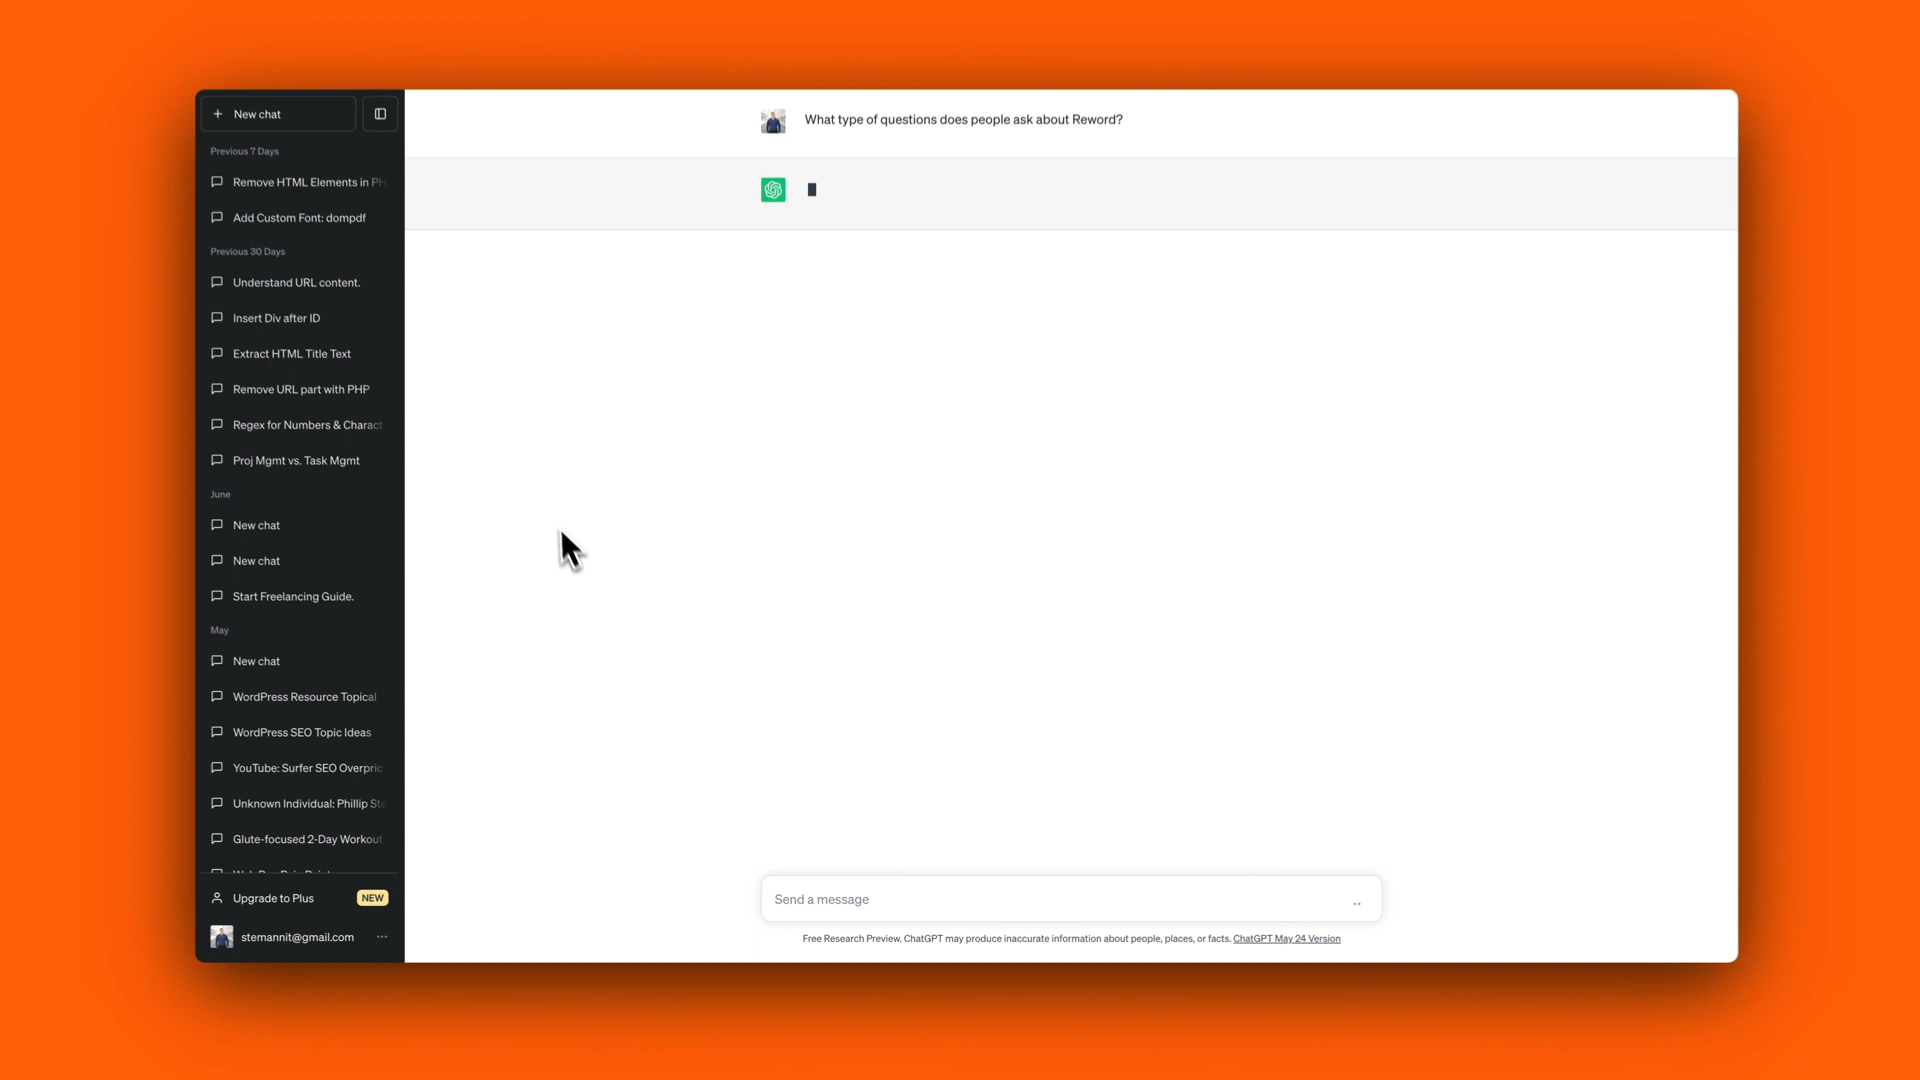 New chat
Previous 7 Days
Remove HTML Elements in PH
Add Custom Font: dompdf
Previous 30 Days
Understand URL content.
Insert Div after ID
Extract HTML Title Text
Remove URL part with PHP
Regex for Numbers & Charact
Proj Mgmt vs. Task Mgmt
June
New chat
New chat
Start Freelancing Guide.
May
New chat
WordPress Resource Topical
WordPress SEO Topic Ideas
YouTube: Surfer SEO Overpric
Unknown Individual: Phillip Ste
Glute-focused 2-Day Workout
Upgrade to Plus NEW
stemannit@gmail.com
What type of questions does people ask about Reword?
Send a message
Free Research Preview. ChatGPT may produce inaccurate information about people, places, or facts. ChatGPT May 24 Version